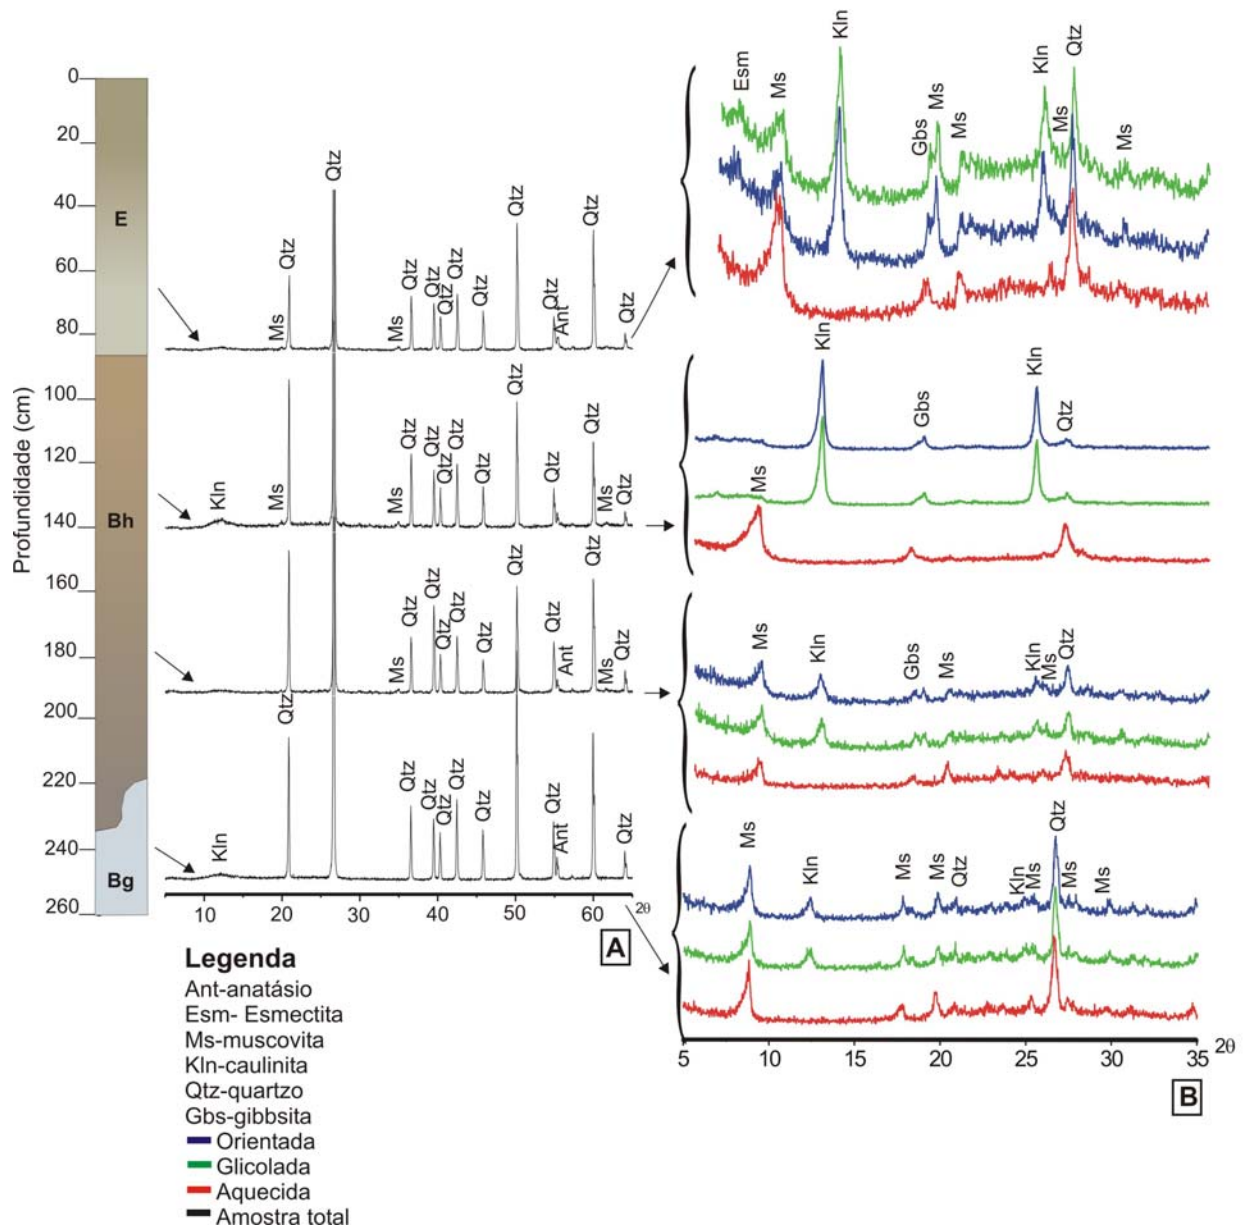 Profundidade (cm)
0
20
40
60
80
100
120
140
160
180
200
220
240
260
E
Bh
Bg
Ms
Qtz
Qtz
Ms
Qtz
Qtz
Qtz
Qtz
Qtz
Qtz
Qtz
Ant
Qtz
Qtz
Kln
Ms
Ms
Qtz
Qtz
Qtz
Qtz
Qtz
Qtz
Qtz
Qtz
Ms
Qtz
Qtz
Ms
Qtz
Qtz
Qtz
Qtz
Qtz
Qtz
Qtz
Ant
Qtz
Ms
Qtz
Kln
Qtz
Qtz
Qtz
Qtz
Qtz
Qtz
Ant
Qtz
10 20 30 40 50 60 2θ
A
Esm
Ms
Kln
Gbs
Ms
Ms
Kln
Ms
Qtz
Ms
Ms
Kln
Gbs
Kln
Qtz
Ms
Kln
Gbs
Ms
Kln
Ms
Qtz
Ms
Kln
Ms
Ms
Qtz
Kln
Ms
Qtz
Ms
Ms
5 10 15 20 25 30 35 2θ
B
Legenda
Ant-anatásio
Esm- Esmectita
Ms-muscovita
Kln-caulinita
Qtz-quartzo
Gbs-gibbsita
Orientada
Glicolada
Aquecida
Amostra total